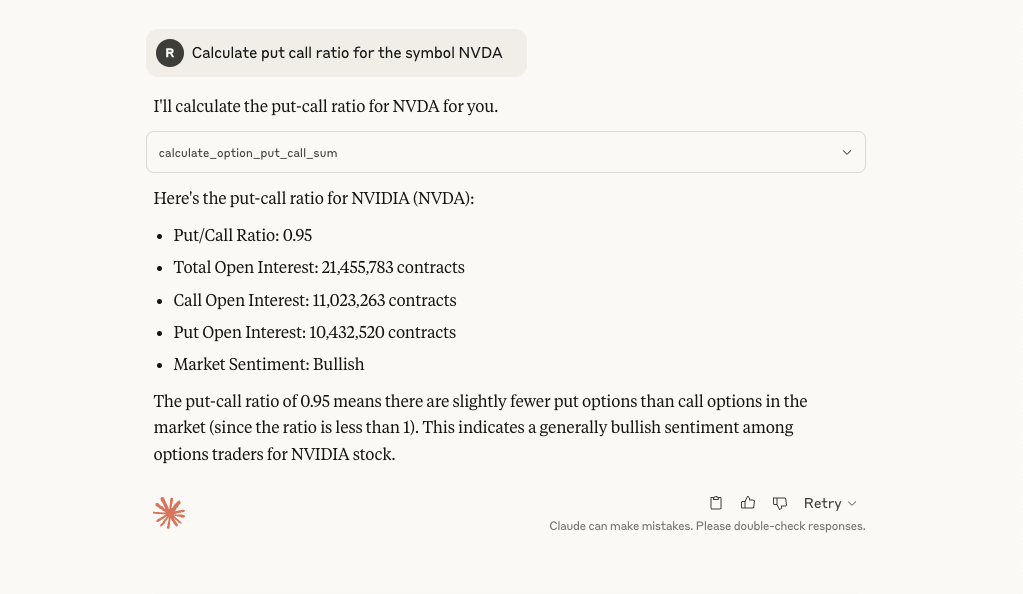 R Calculate put call ratio for the symbol NVDA
I'll calculate the put-call ratio for NVDA for you.
calculate_option_put_call_sum
Here's the put-call ratio for NVIDIA (NVDA):
• Put/Call Ratio: 0.95
• Total Open Interest: 21,455,783 contracts
• Call Open Interest: 11,023,263 contracts
• Put Open Interest: 10,432,520 contracts
• Market Sentiment: Bullish
The put-call ratio of 0.95 means there are slightly fewer put options than call options in the
market (since the ratio is less than 1). This indicates a generally bullish sentiment among
options traders for NVIDIA stock.
Retry
Claude can make mistakes. Please double-check responses.